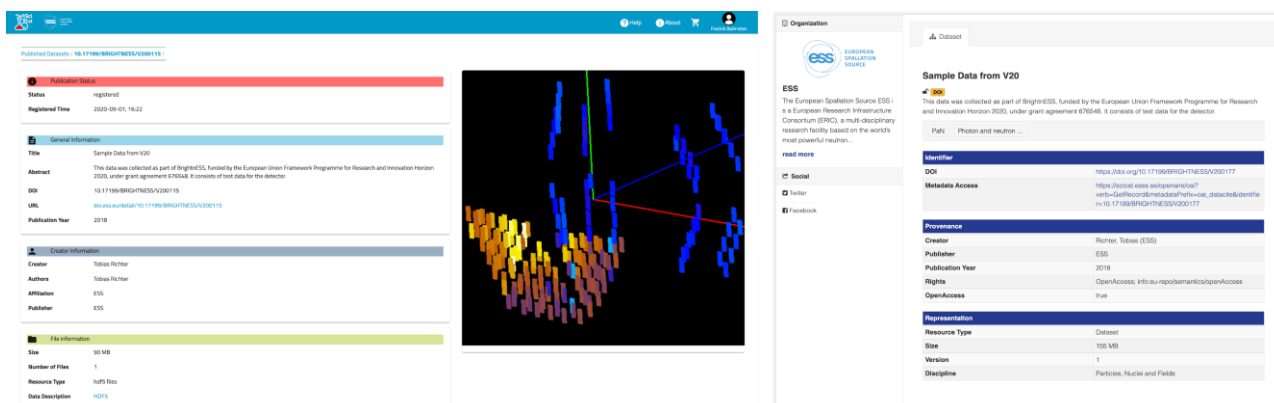 SciCat
ess
Help
About
Published Datasets / 10.17199/BRIGHTNESS/V200115 /
Publication Status
Status registered
Registered Time 2020-09-01, 16:22
General Information
Title Sample Data from V20
Abstract This data was collected as part of BrightnESS, funded by the European Union Framework Programme for Research and Innovation Horizon
2020, under grant agreement 676548. It consists of test data for the detector.
DOI 10.17199/BRIGHTNESS/V200115
URL doi.ess.eu/detail/10.17199/BRIGHTNESS/V200115
Publication Year 2018
Creator Information
Creator Tobias Richter
Authors Tobias Richter
Affiliation ESS
Publisher ESS
File information
Size 90 MB
Number of Files 1
Resource Type hdf5 files
Data Description HDF5
Organization
ess EUROPEAN
SPALLATION
SOURCE
ESS
The European Spallation Source ESS i
s a European Research Infrastructure
Consortium (ERIC), a multi-disciplinary
research facility based on the world's
most powerful neutron...
read more
Social
Twitter
Facebook
Dataset
Sample Data from V20
DOI
This data was collected as part of BrightnESS, funded by the European Union Framework Programme for Research
and Innovation Horizon 2020, under grant agreement 676548. It consists of test data for the detector.
PaN Photon and neutron ...
Identifier
DOI https://doi.org/10.17199/BRIGHTNESS/V200177
Metadata Access https://scicat.esss.se/openaire/oai?
verb=GetRecord&metadataPrefix=oai_datacite&identifie
r=10.17199/BRIGHTNESS/V200177
Provenance
Creator Richter, Tobias (ESS)
Publisher ESS
Publication Year 2018
Rights OpenAccess; info:eu-repo/semantics/openAccess
OpenAccess true
Representation
Resource Type Dataset
Size 155 MB
Version 1
Discipline Particles, Nuclei and Fields